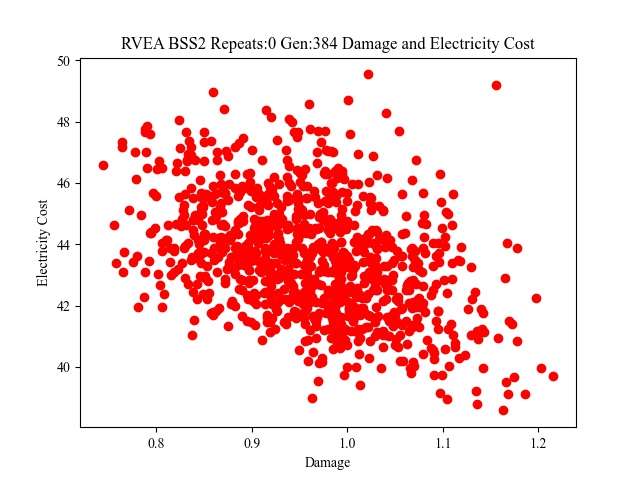 RVEA BSS2 Repeats:0 Gen:384 Damage and Electricity Cost
50
48
46
44
42
40
Electricity Cost
0.8 0.9 1.0 1.1 1.2
Damage